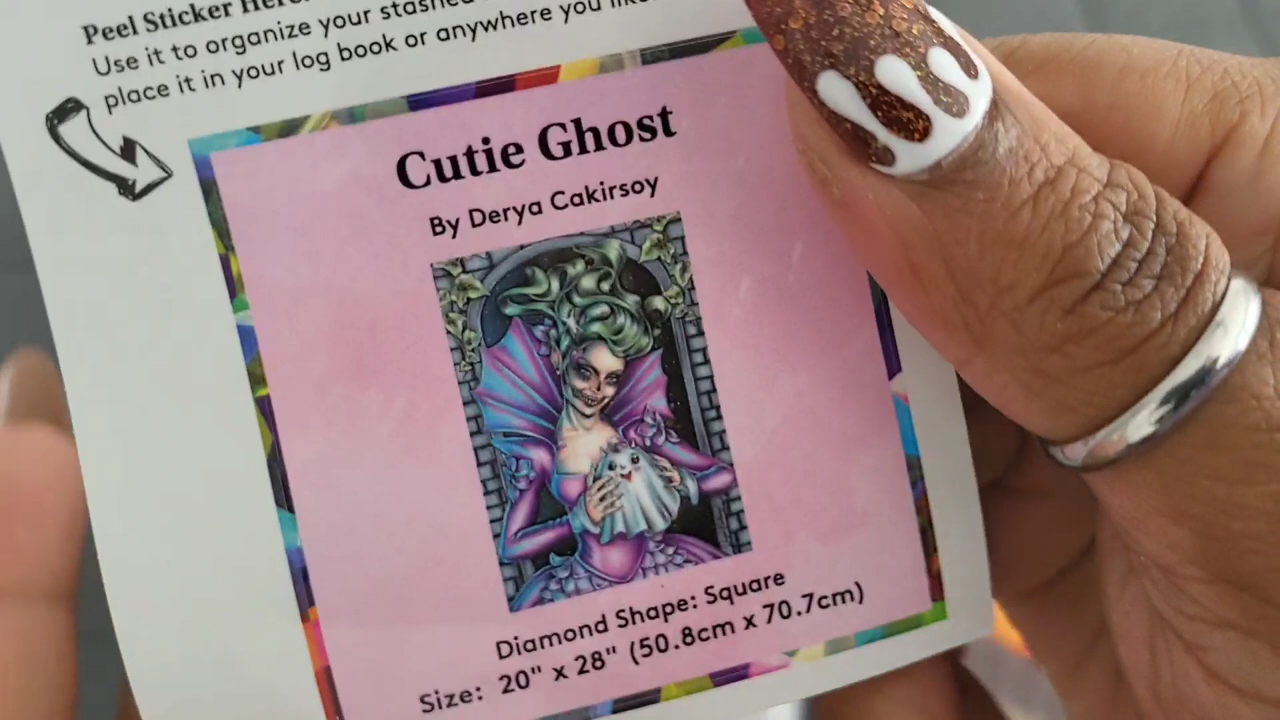 Peel Sticker Here.
Use it to organize your stashed
place it in your log book or anywhere you like.
Cutie Ghost
By Derya Cakirsoy
Diamond Shape: Square
Size: 20" x 28" (50.8cm x 70.7cm)